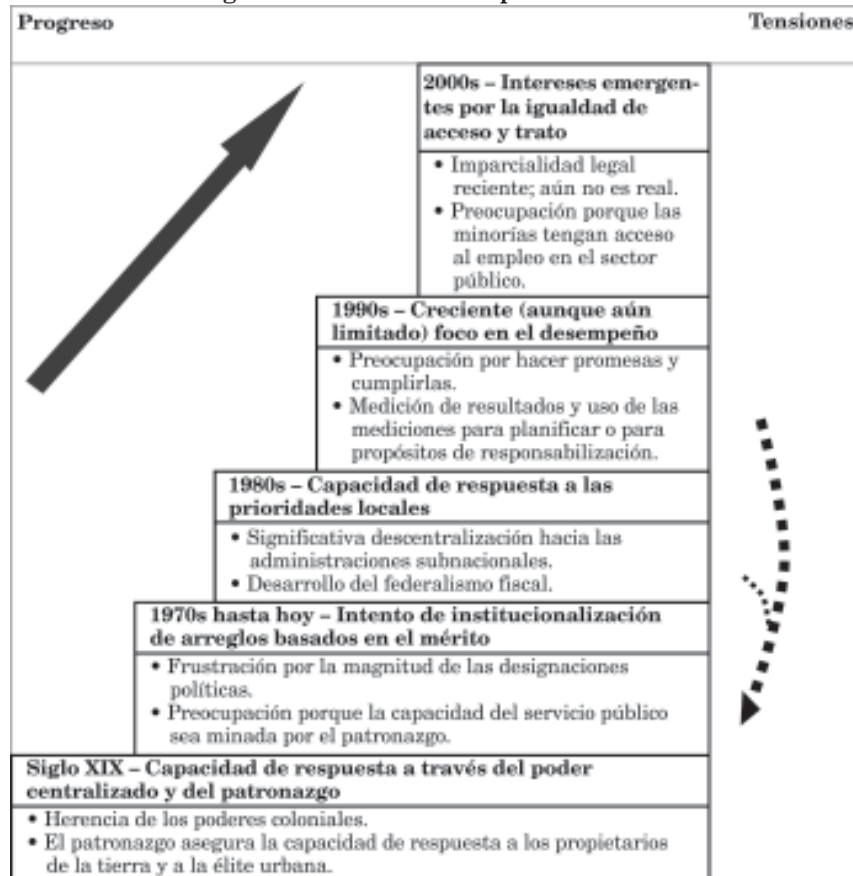 Progreso
Tensiones
2000s – Intereses emergen-
tes por la igualdad de
acceso y trato
• Imparcialidad legal
reciente; aún no es real.
• Preocupación porque las
minorías tengan acceso
al empleo en el sector
público.
1990s – Creciente (aunque aún
limitado) foco en el desempeño
• Preocupación por hacer promesas y
cumplirlas.
• Medición de resultados y uso de las
mediciones para planificar o para
propósitos de responsabilización.
1980s – Capacidad de respuesta a las
prioridades locales
• Significativa descentralización hacia las
administraciones subnacionales.
• Desarrollo del federalismo fiscal.
1970s hasta hoy – Intento de institucionalización
de arreglos basados en el mérito
• Frustración por la magnitud de las designaciones
políticas.
• Preocupación porque la capacidad del servicio público
sea minada por el patronazgo.
Siglo XIX – Capacidad de respuesta a través del poder
centralizado y del patronazgo
• Herencia de los poderes coloniales.
• El patronazgo asegura la capacidad de respuesta a los propietarios
de la tierra y a la élite urbana.